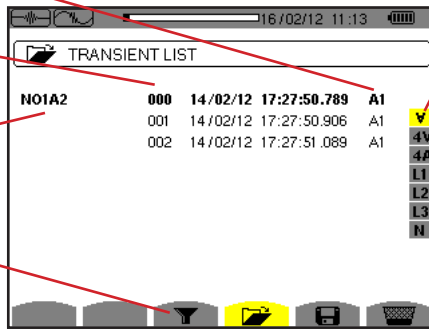 16/02/12 11:13
TRANSIENT LIST
NO1A2 000 14/02/12 17:27:50.789 A1
001 14/02/12 17:27:50.906 A1
002 14/02/12 17:27:51.089 A1
∀
4V
4A
L1
L2
L3
N